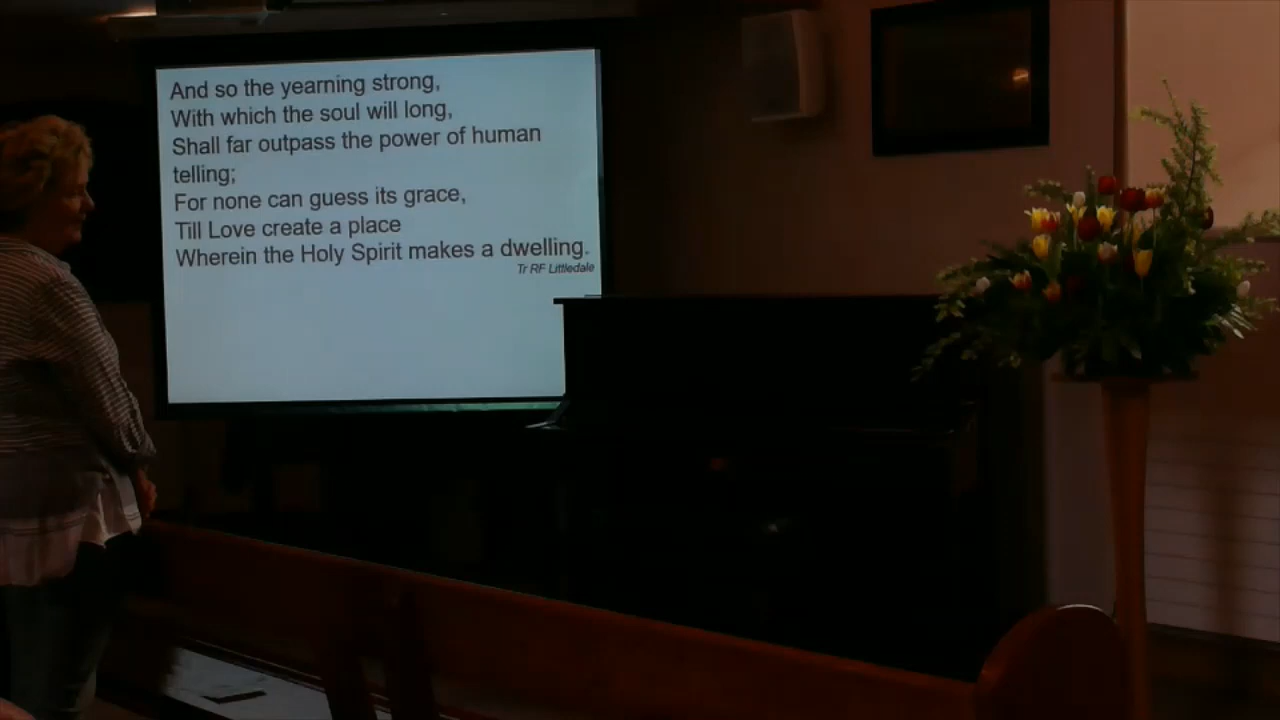 And so the yearning strong,
With which the soul will long,
Shall far outpass the power of human
telling;
For none can guess its grace,
Till Love create a place
Wherein the Holy Spirit makes a dwelling.
Tr RF Littledale